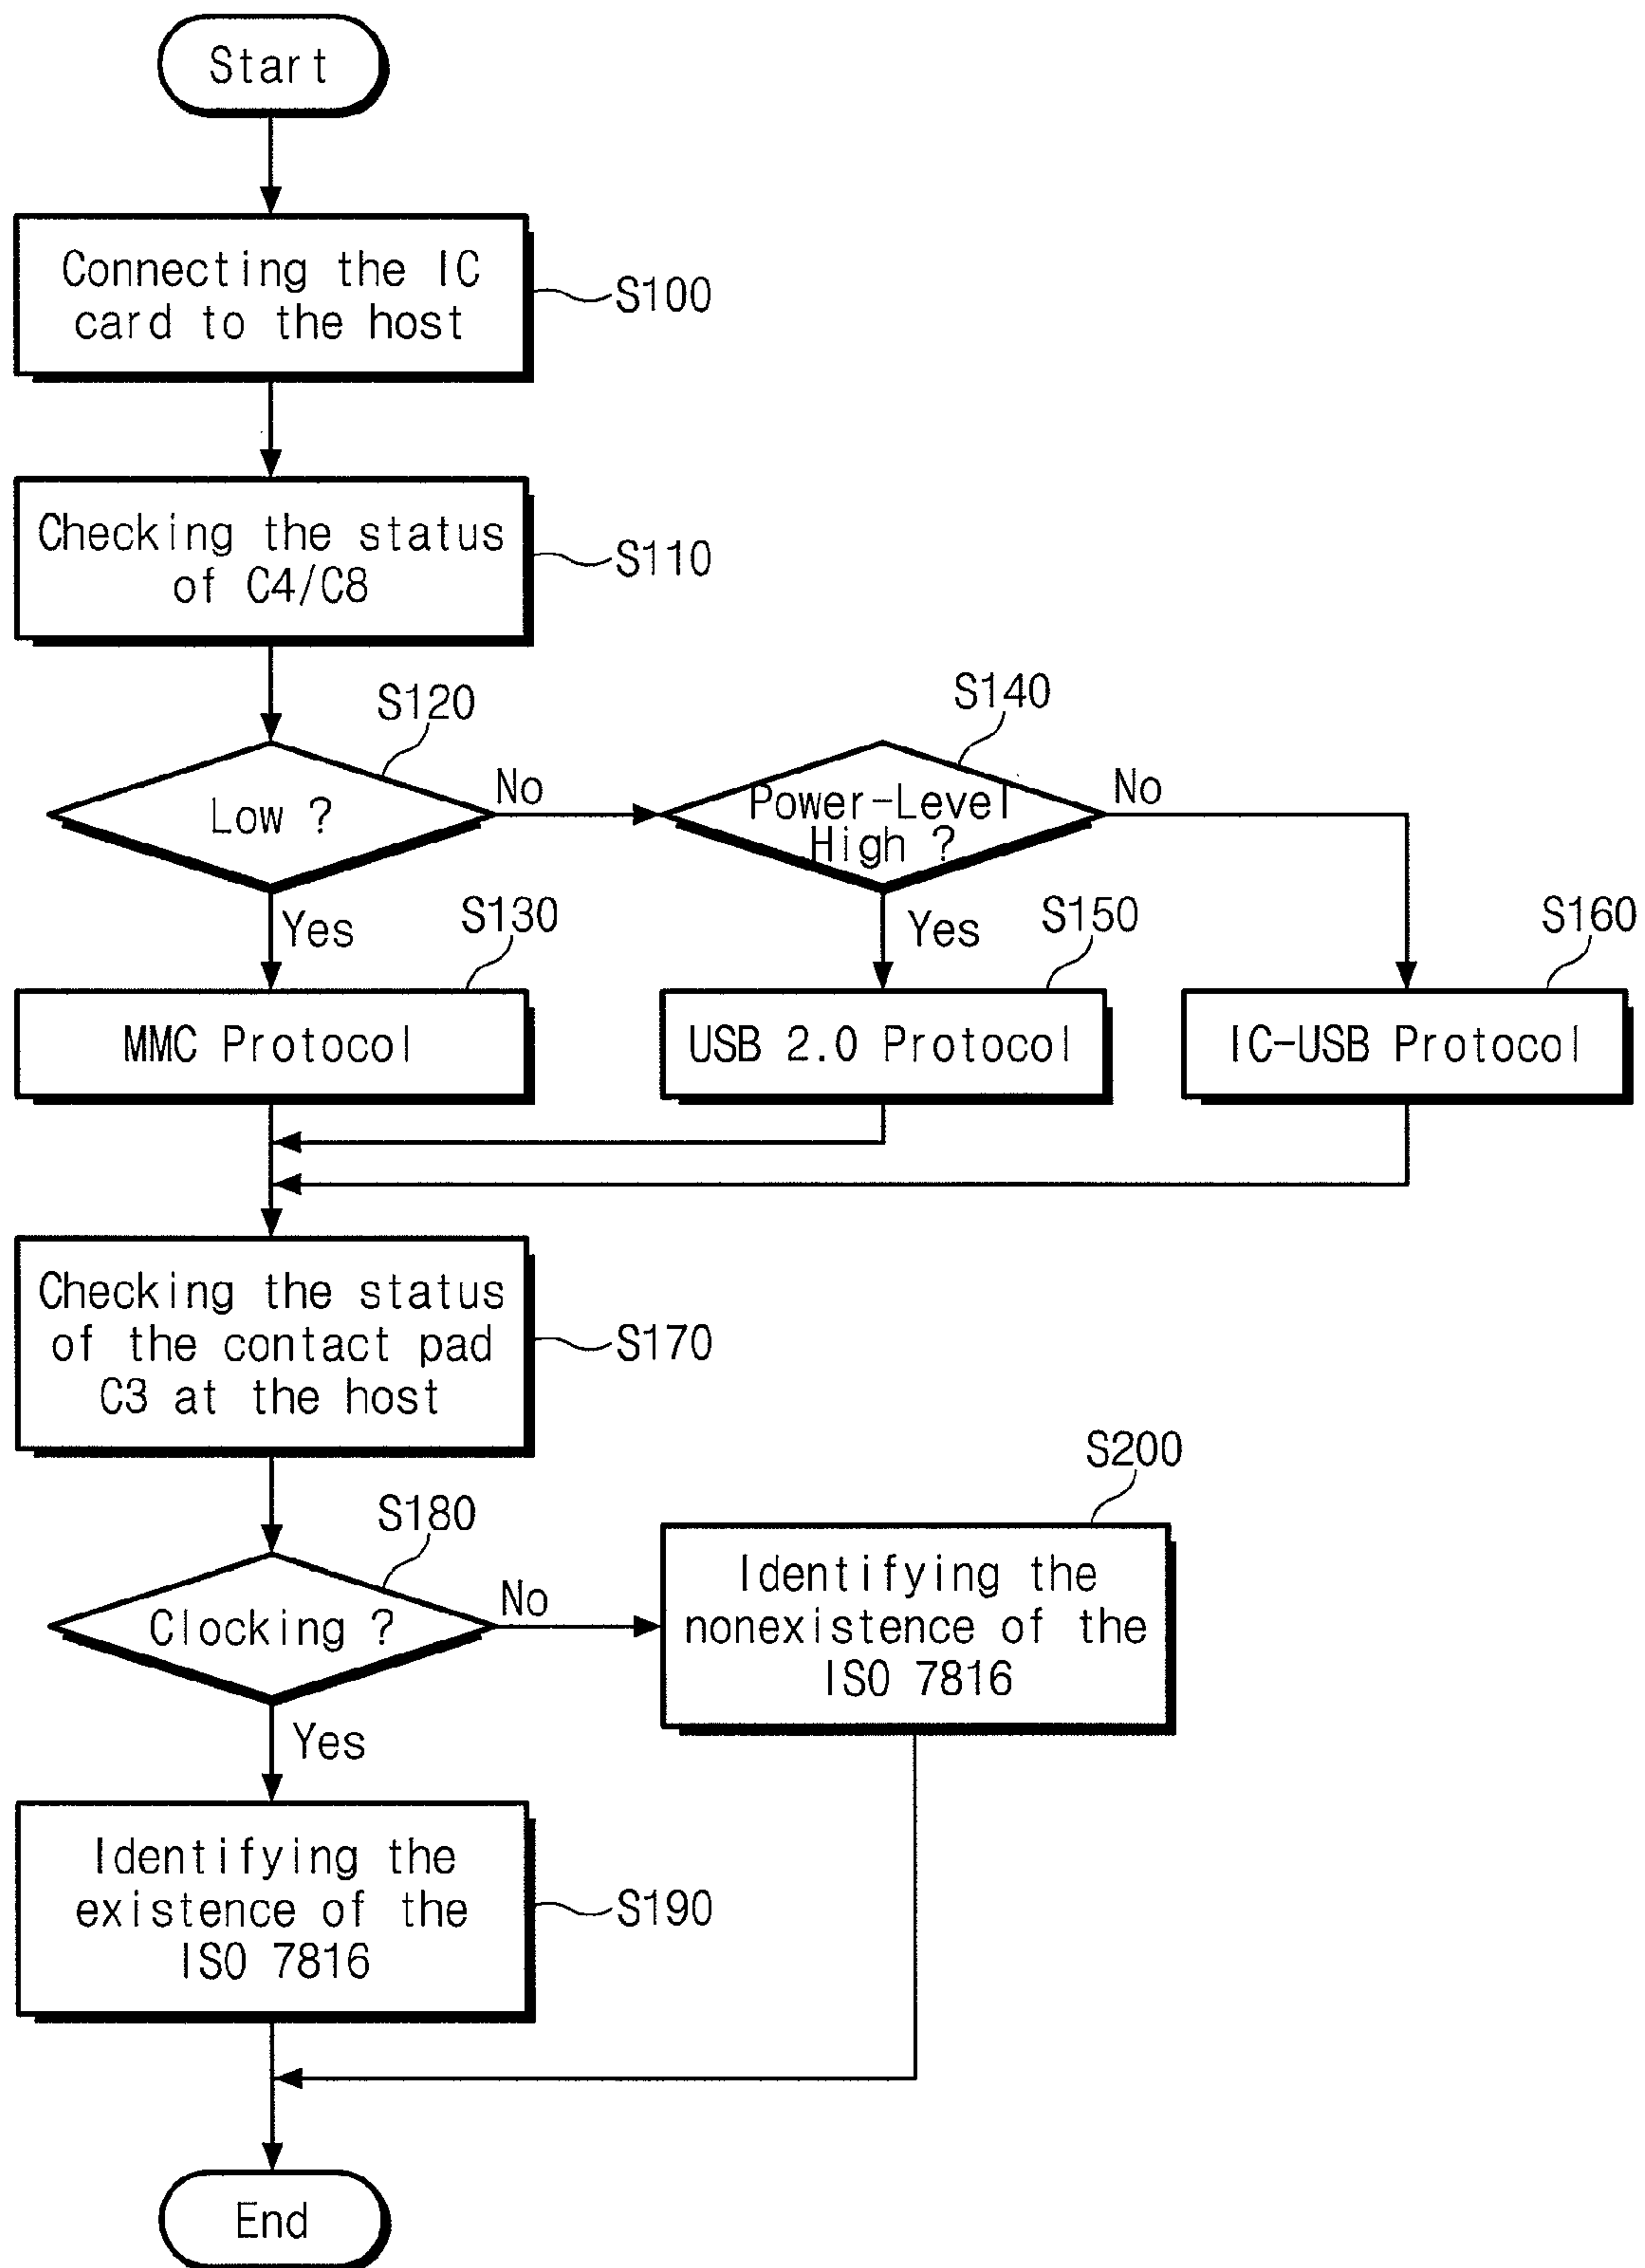 Start
Connecting the IC
card to the host
S100
Checking the status
of C4/C8
S110
S120
Low ?
No
Yes
S140
Power-Level
High ?
No
Yes
S130
MMC Protocol
S150
USB 2.0 Protocol
S160
IC-USB Protocol
Checking the status
of the contact pad
C3 at the host
S170
S180
Clocking ?
No
Yes
S200
Identifying the
nonexistence of the
ISO 7816
Identifying the
existence of the
ISO 7816
S190
End